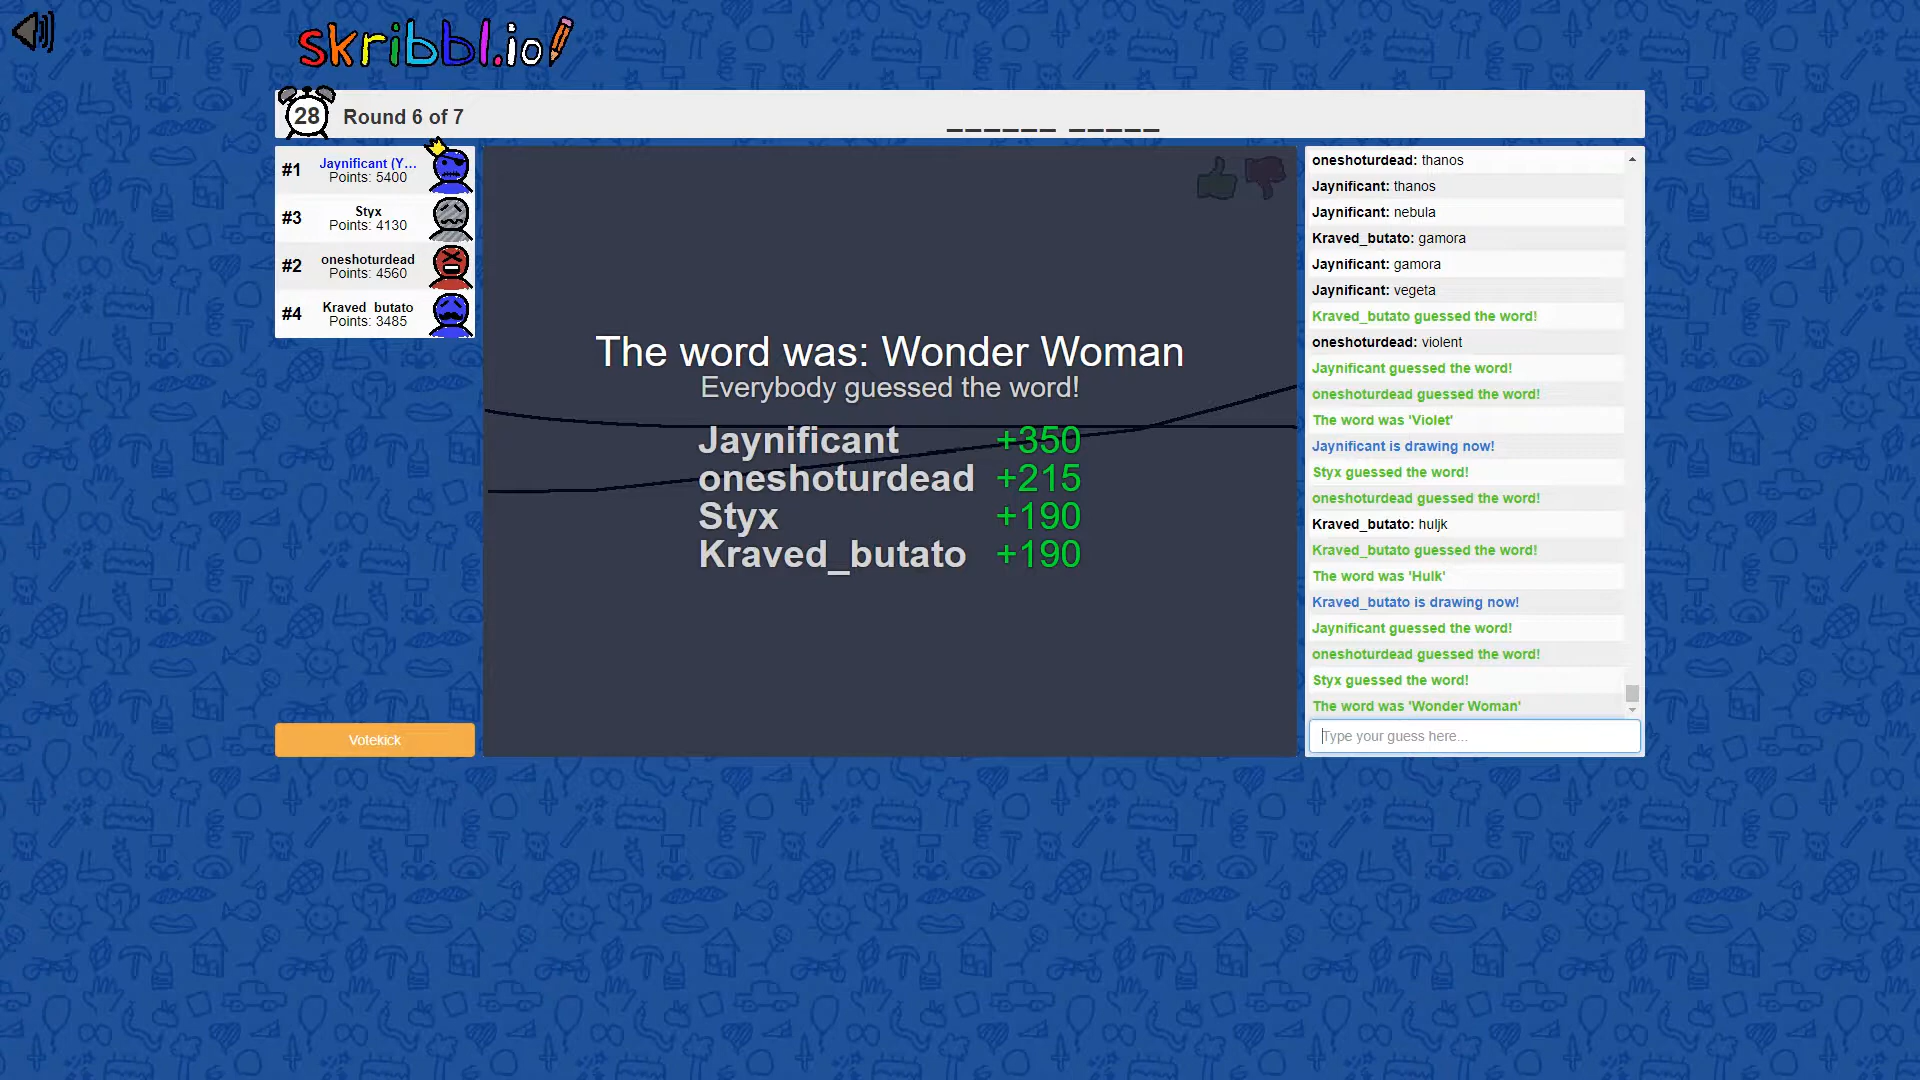 skribbl.io
28
Round 6 of 7
______ _____
#1
Jaynificant (Y...
Points: 5400
#3
Styx
Points: 4130
#2
oneshoturdead
Points: 4560
#4
Kraved_butato
Points: 3485
Votekick
The word was: Wonder Woman
Everybody guessed the word!
Jaynificant +350
oneshoturdead +215
Styx +190
Kraved_butato +190
oneshoturdead: thanos
Jaynificant: thanos
Jaynificant: nebula
Kraved_butato: gamora
Jaynificant: gamora
Jaynificant: vegeta
Kraved_butato guessed the word!
oneshoturdead: violent
Jaynificant guessed the word!
oneshoturdead guessed the word!
The word was 'Violet'
Jaynificant is drawing now!
Styx guessed the word!
oneshoturdead guessed the word!
Kraved_butato: huljk
Kraved_butato guessed the word!
The word was 'Hulk'
Kraved_butato is drawing now!
Jaynificant guessed the word!
oneshoturdead guessed the word!
Styx guessed the word!
The word was 'Wonder Woman'
Type your guess here...